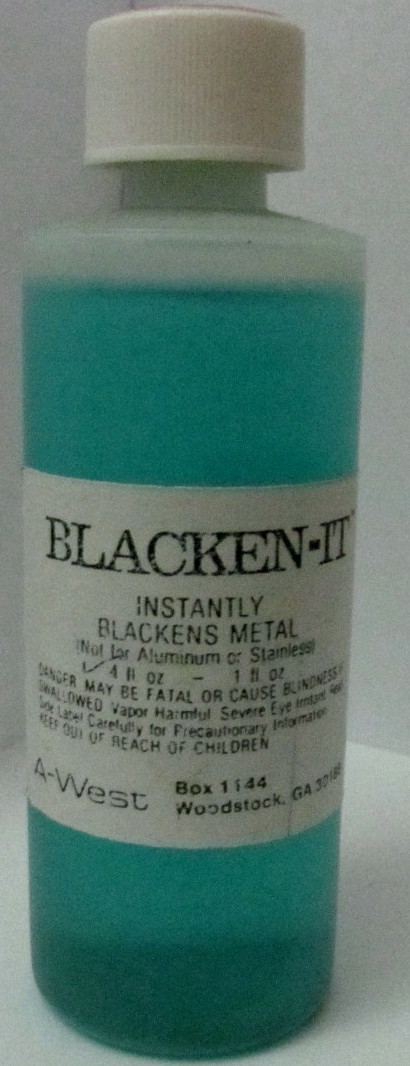 BLACKEN-IT
INSTANTLY
BLACKENS METAL
(Not for Aluminum or Stainless)
✓ 4 fl oz – 1 fl oz
DANGER MAY BE FATAL OR CAUSE BLINDNESS IF
SWALLOWED Vapor Harmful Severe Eye Irritant Read
Side Label Carefully for Precautionary Information
KEEP OUT OF REACH OF CHILDREN
A-West
Box 1144
Woodstock, GA